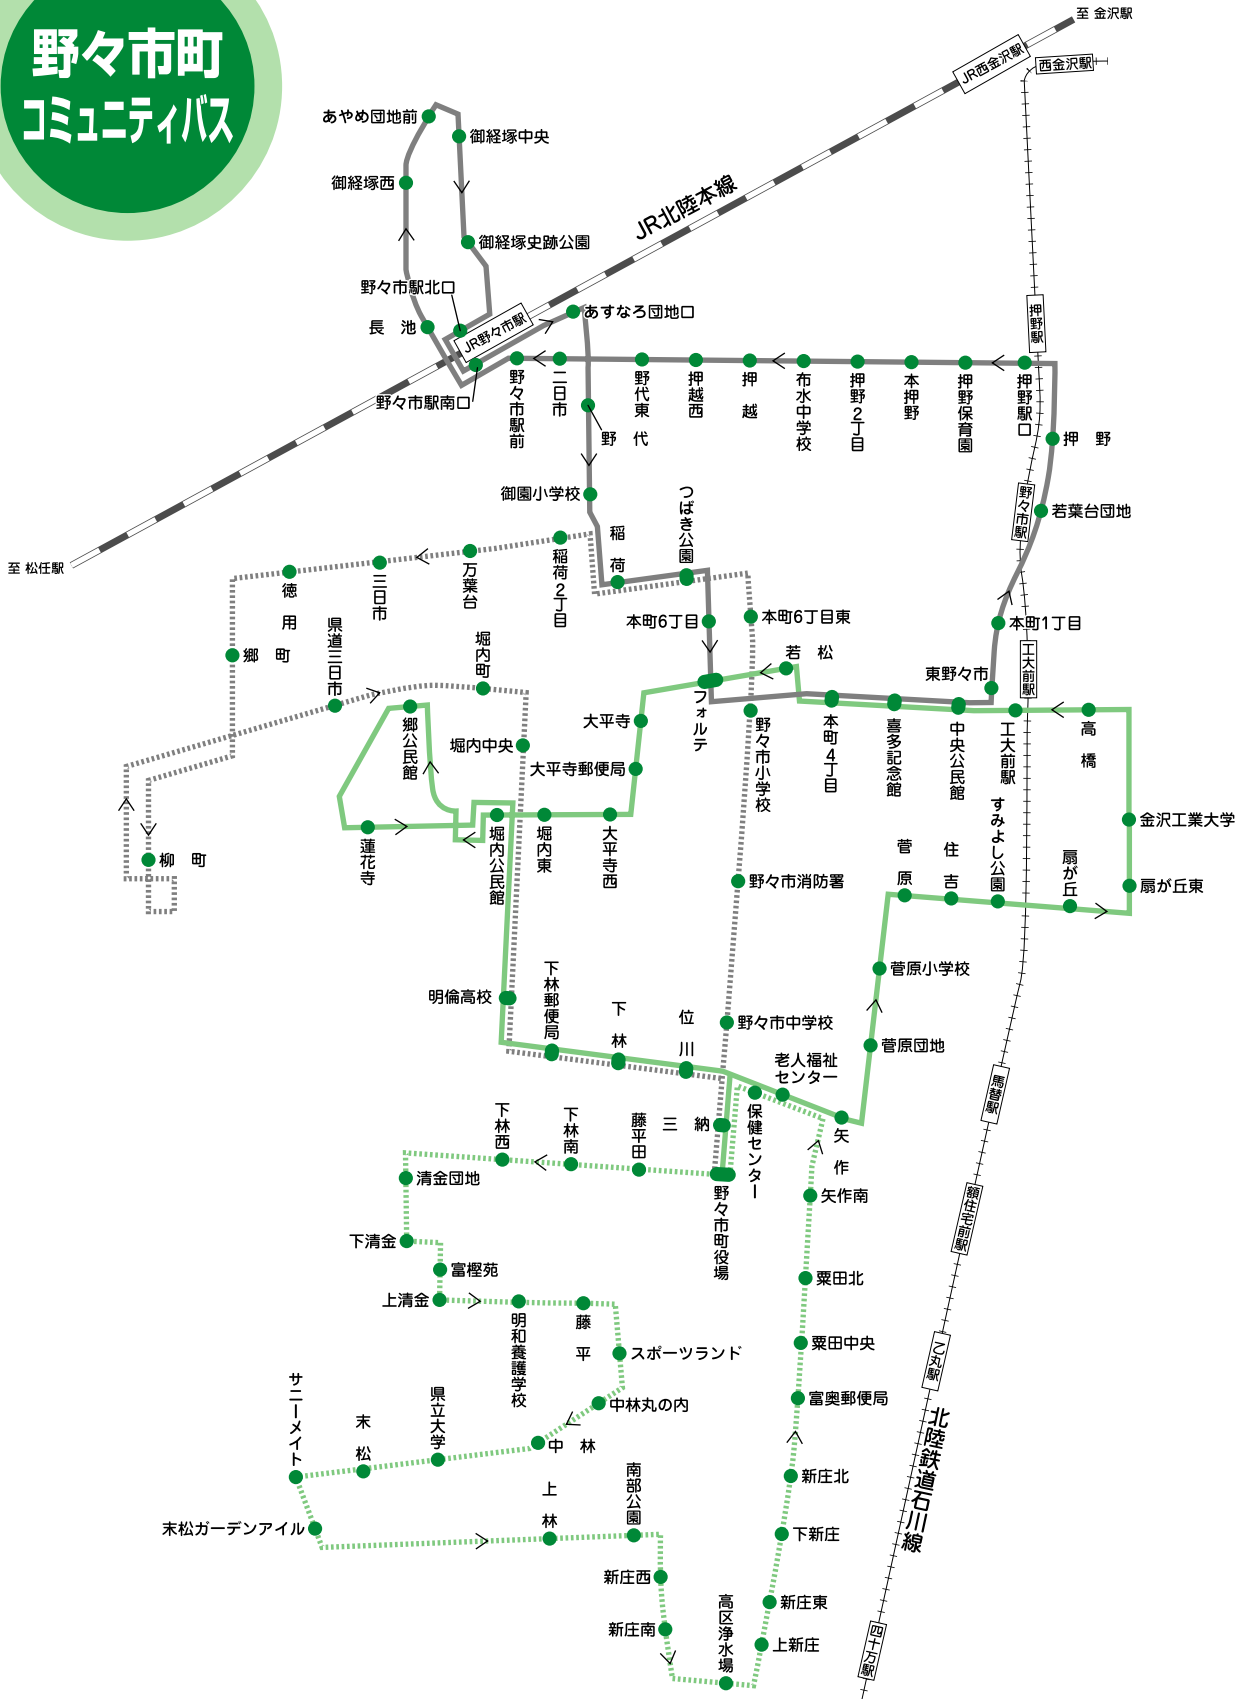 野々市町
コミュニティバス
至 金沢駅
JR西金沢駅
西金沢駅
あやめ団地前
御経塚中央
御経塚西
JR北陸本線
御経塚史跡公園
野々市駅北口
長 池
JR野々市駅
あすなろ団地口
押野駅
野々市駅南口
野々市駅前
二日市
野代東
押越西
押 越
布水中学校
押野2丁目
本押野
押野保育園
押野駅口
野 代
押 野
御園小学校
つばき公園
野々市駅
若葉台団地
至 松任駅
稲 荷
稲荷2丁目
万葉台
三日市
徳 用
本町6丁目
本町6丁目東
本町1丁目
県道三日市
堀内町
郷 町
若 松
東野々市
工大前駅
フォルテ
大平寺
郷公民館
堀内中央
大平寺郵便局
野々市小学校
本町4丁目
喜多記念館
中央公民館
工大前駅
高 橋
すみよし公園
金沢工業大学
蓮花寺
堀内公民館
堀内東
大平寺西
柳 町
菅 原
住 吉
扇が丘
扇が丘東
野々市消防署
明倫高校
下林郵便局
下 林
位 川
菅原小学校
野々市中学校
菅原団地
老人福祉
センター
馬替駅
下林西
下林南
藤平田
三 納
保健センター
矢 作
清金団地
野々市町役場
矢作南
額住宅前駅
下清金
富樫苑
上清金
粟田北
明和養護学校
藤 平
スポーツランド
粟田中央
乙丸駅
サニーメイト
末 松
県立大学
中林丸の内
富奥郵便局
中 林
北陸鉄道石川線
上 林
南部公園
新庄北
末松ガーデンアイル
下新庄
新庄西
新庄南
高区浄水場
新庄東
上新庄
四十万駅